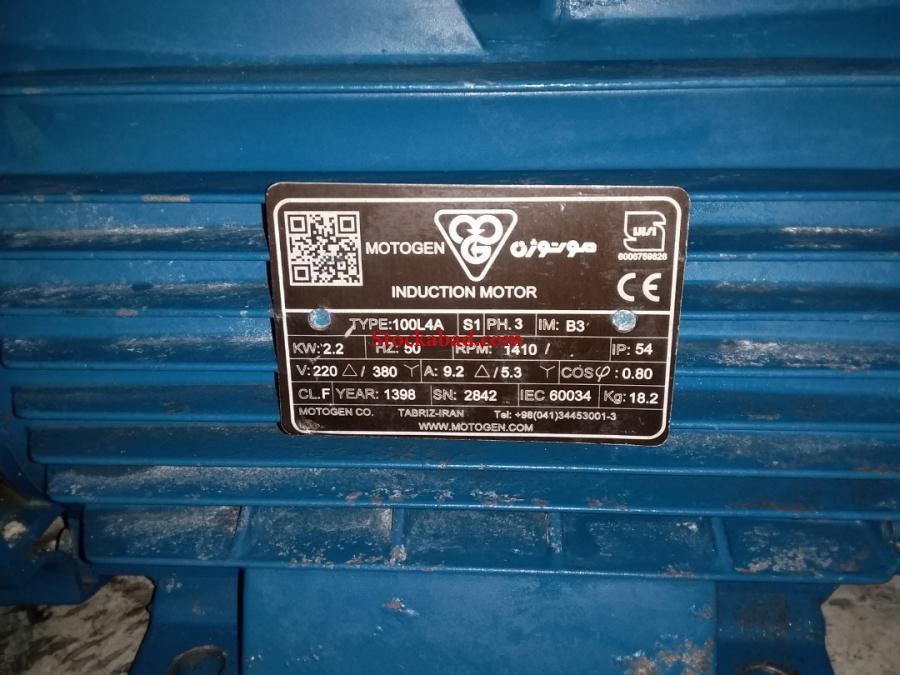 MOTOGEN موتوژن
6006759626
INDUCTION MOTOR
CE
TYPE:100L4A S1 PH. 3 IM: B3
Stockabad.com
KW: 2.2 HZ: 50 RPM: 1410 / IP: 54
V: 220 △ / 380 Y A: 9.2 △ / 5.3 Y COSφ : 0.80
CL.F YEAR: 1398 SN: 2842 IEC 60034 Kg: 18.2
MOTOGEN CO. TABRIZ-IRAN Tel: +98(041)34453001-3
WWW.MOTOGEN.COM